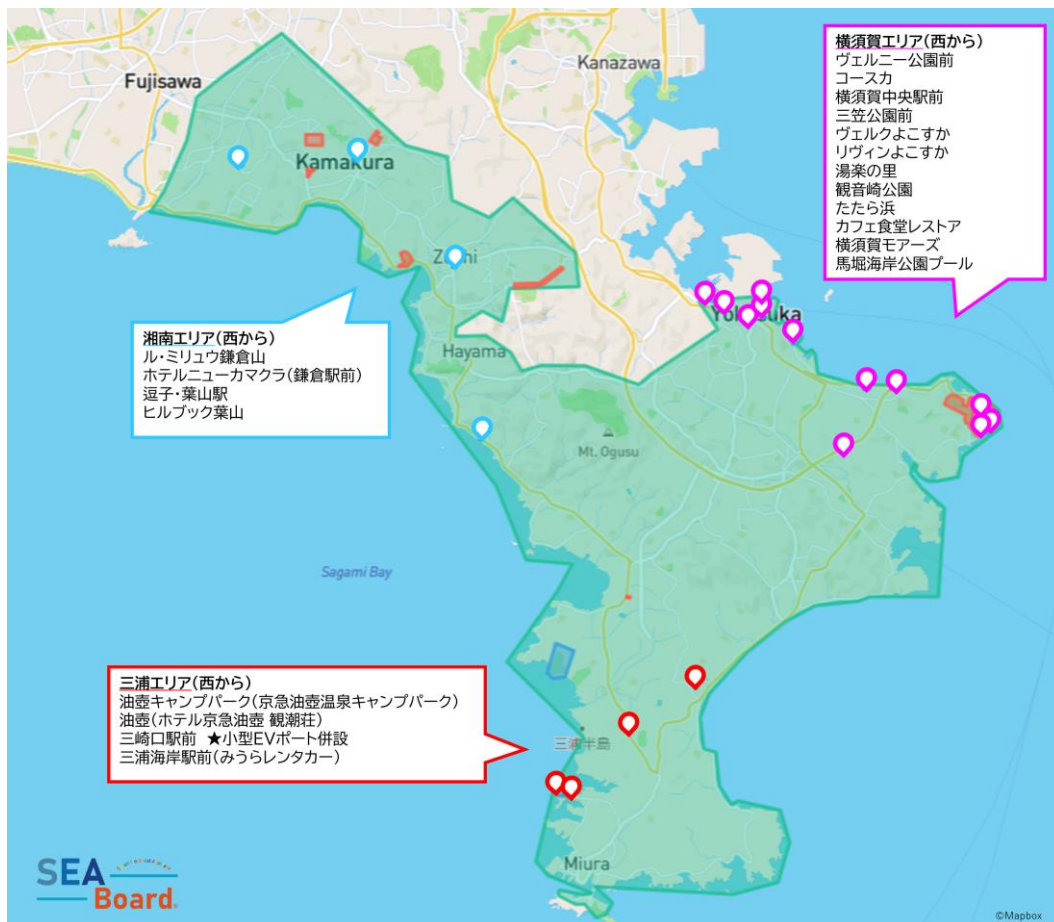 Fujisawa
Kanazawa
Kamakura
Zushi
Yokosuka
Hayama
Mt. Ogusu
Sagami Bay
三浦半島
Miura
横須賀エリア(西から)
ヴェルニー公園前
コースカ
横須賀中央駅前
三笠公園前
ヴェルクよこすか
リヴィンよこすか
湯楽の里
観音崎公園
たたら浜
カフェ食堂レストア
横須賀モアーズ
馬堀海岸公園プール
湘南エリア(西から)
ル・ミリュウ鎌倉山
ホテルニューカマクラ(鎌倉駅前)
逗子・葉山駅
ヒルブック葉山
三浦エリア(西から)
油壺キャンプパーク(京急油壺温泉キャンプパーク)
油壺(ホテル京急油壺 観潮荘)
三崎口駅前 ★小型EVポート併設
三浦海岸駅前(みうらレンタカー)
SEA
Board
©Mapbox